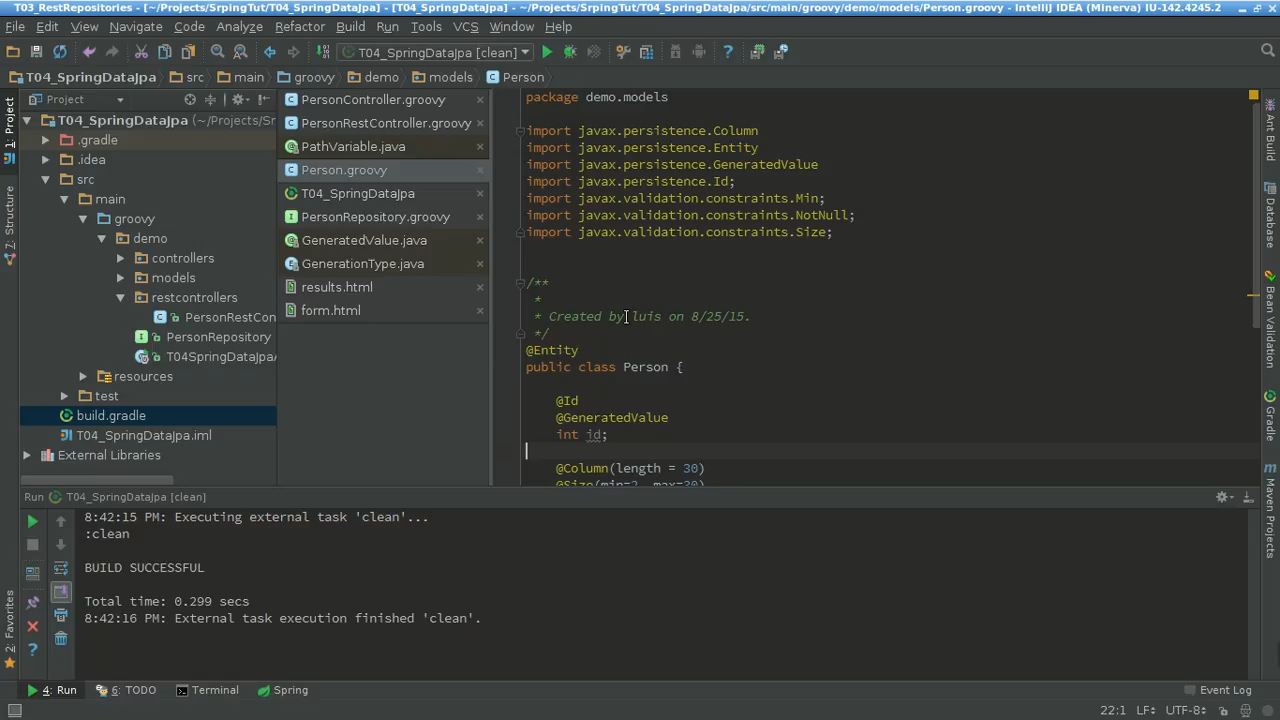 T03_RestRepositories - [~/Projects/SrpingTut/T04_SpringDataJpa] - [T04_SpringDataJpa] - ~/Projects/SrpingTut/T04_SpringDataJpa/src/main/groovy/demo/models/Person.groovy - IntelliJ IDEA (Minerva) IU-142.4245.2
File Edit View Navigate Code Analyze Refactor Build Run Tools VCS Window Help
T04_SpringDataJpa [clean]
T04_SpringDataJpa src main groovy demo models Person
1: Project
7: Structure
2: Favorites
Project
T04_SpringDataJpa (~/Projects/Sr
.gradle
.idea
src
main
groovy
demo
controllers
models
restcontrollers
PersonRestCon
PersonRepository
T04SpringDataJpaA
resources
test
build.gradle
T04_SpringDataJpa.iml
External Libraries
PersonController.groovy
PersonRestController.groovy
PathVariable.java
Person.groovy
T04_SpringDataJpa
PersonRepository.groovy
GeneratedValue.java
GenerationType.java
results.html
form.html
package demo.models
import javax.persistence.Column
import javax.persistence.Entity
import javax.persistence.GeneratedValue
import javax.persistence.Id;
import javax.validation.constraints.Min;
import javax.validation.constraints.NotNull;
import javax.validation.constraints.Size;
/**
*
* Created by luis on 8/25/15.
*/
@Entity
public class Person {
@Id
@GeneratedValue
int id;
@Column(length = 30)
@Size(min=2, max=30)
Ant Build
Database
Bean Validation
Gradle
Maven Projects
Run T04_SpringDataJpa [clean]
8:42:15 PM: Executing external task 'clean'...
:clean
BUILD SUCCESSFUL
Total time: 0.299 secs
8:42:16 PM: External task execution finished 'clean'.
4: Run 6: TODO Terminal Spring Event Log
22:1 LF UTF-8